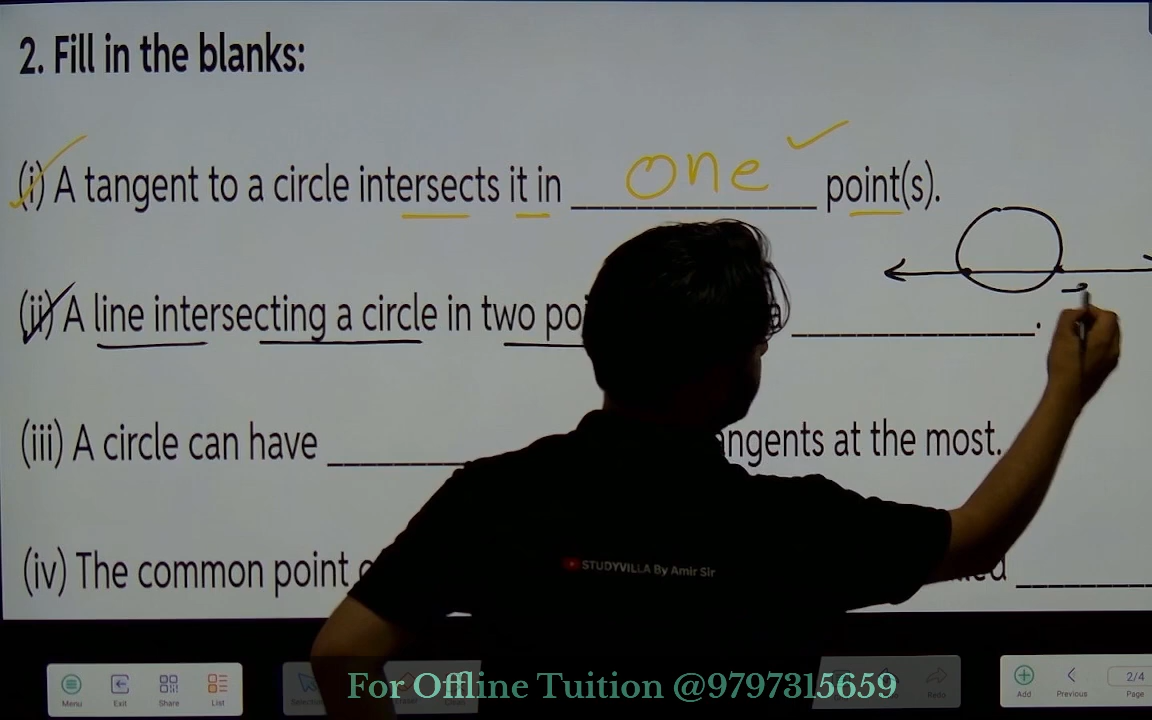 2. Fill in the blanks:
(i) A tangent to a circle intersects it in one point(s).
(ii) A line intersecting a circle in two
(iii) A circle can have at the most.
(iv) The common point
STUDYVILLA By Amir Sir
For Offline Tuition @9797315659
Menu Exit Share List Add Previous 2/4
Page